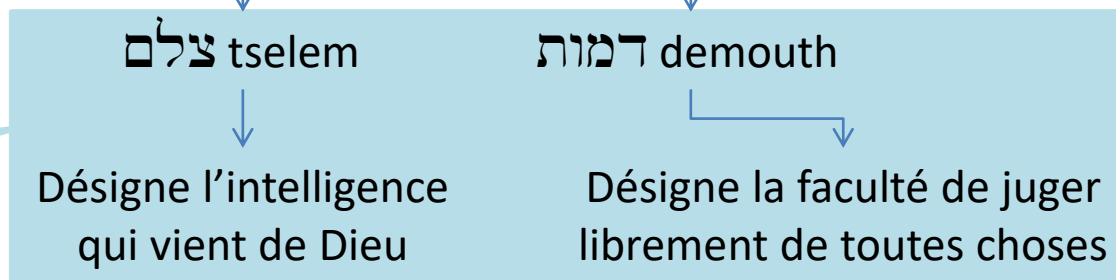 צלם tselem
דמות demouth
Désigne l’intelligence
qui vient de Dieu
Désigne la faculté de juger
librement de toutes choses